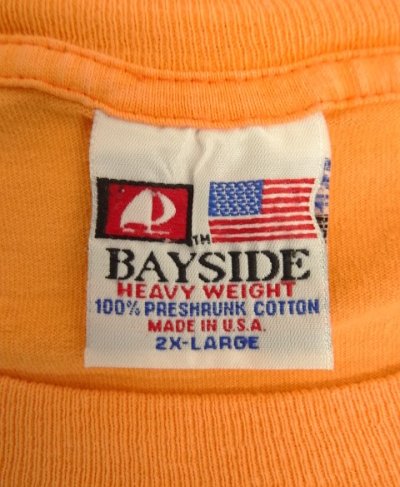 TM
BAYSIDE
HEAVY WEIGHT
100% PRESHRUNK COTTON
MADE IN U.S.A.
2X-LARGE